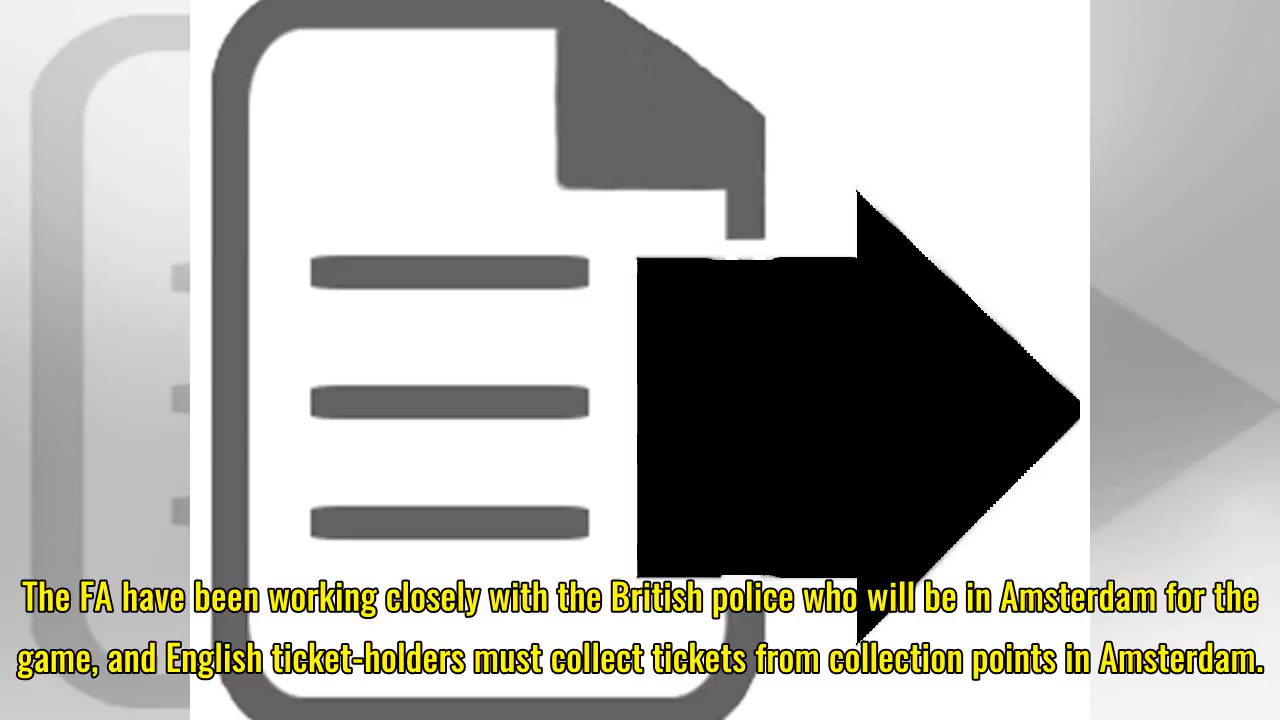 The FA have been working closely with the British police who will be in Amsterdam for the
game, and English ticket-holders must collect tickets from collection points in Amsterdam.